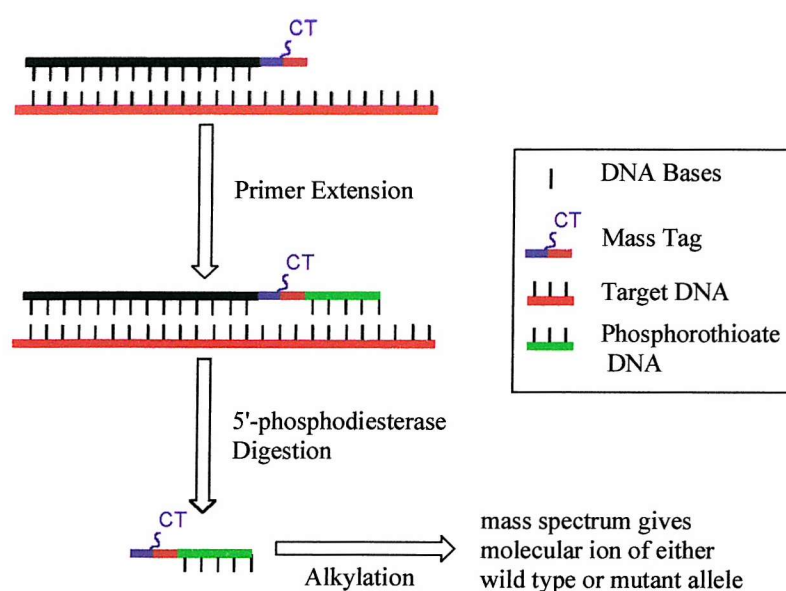 CT
Primer Extension
CT
5'-phosphodiesterase
Digestion
CT
Alkylation
mass spectrum gives
molecular ion of either
wild type or mutant allele
DNA Bases
CT
Mass Tag
Target DNA
Phosphorothioate
DNA